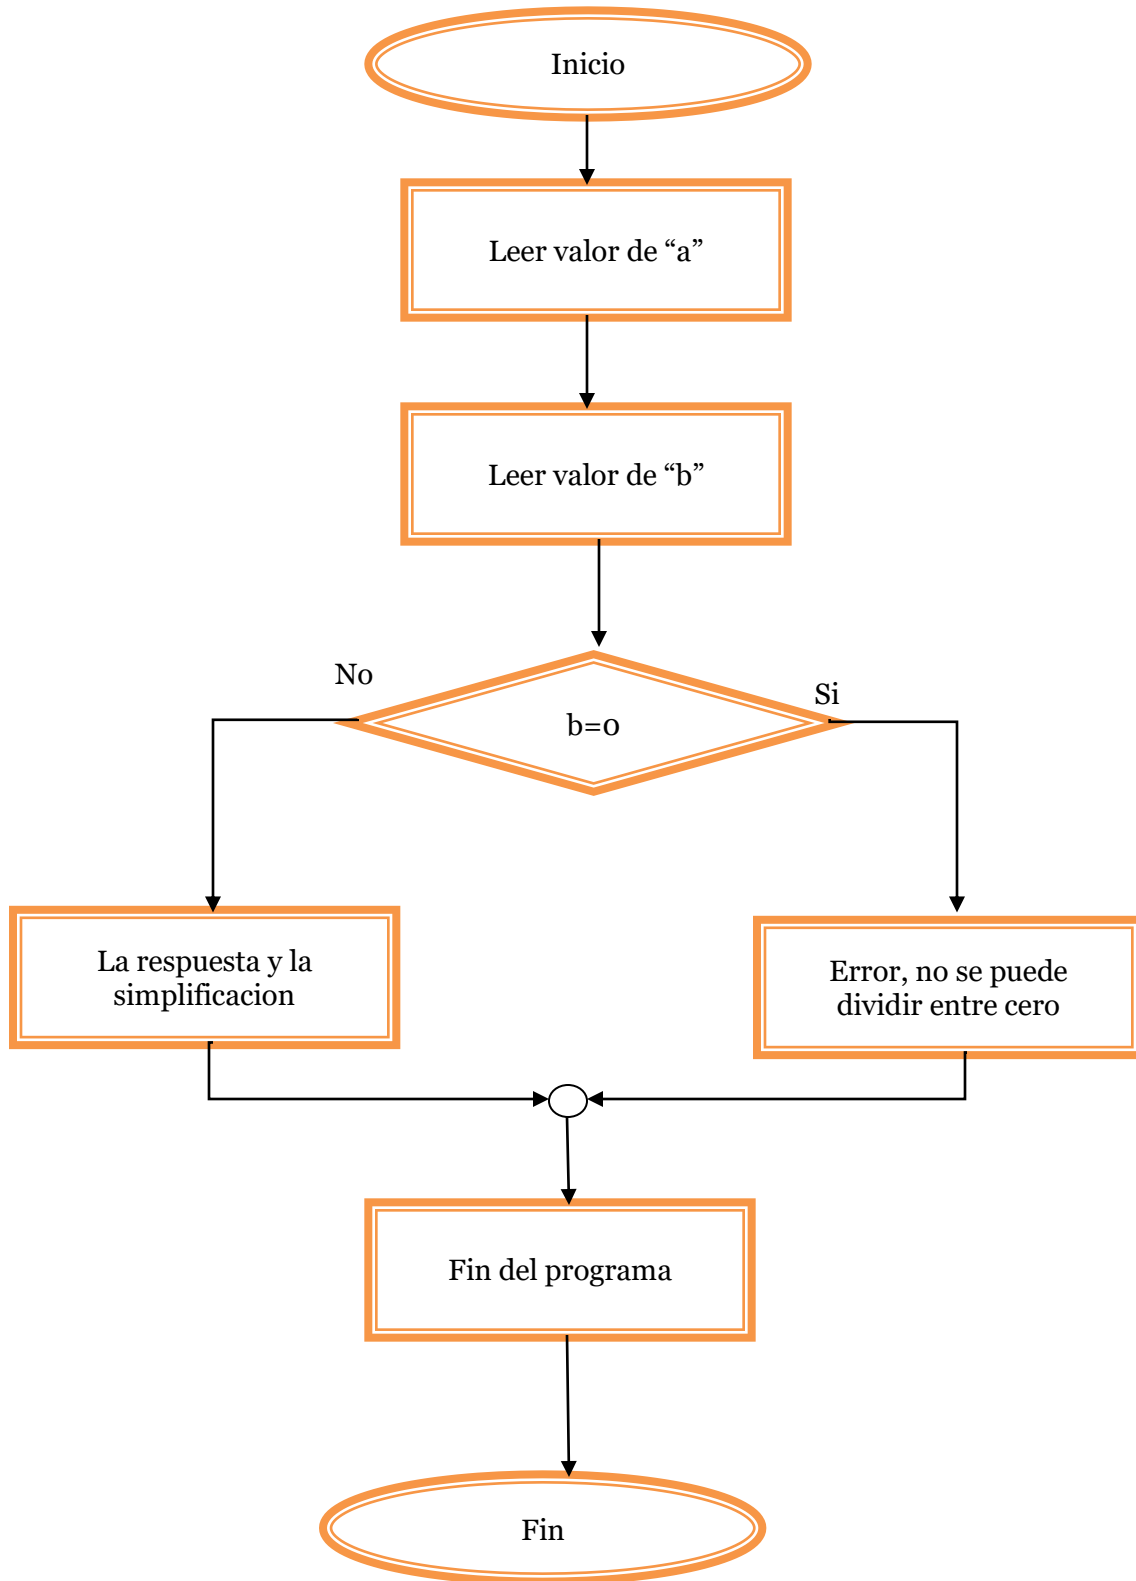 Inicio
Leer valor de “a”
Leer valor de “b”
No
Si
b=0
La respuesta y la
simplificacion
Error, no se puede
dividir entre cero
Fin del programa
Fin